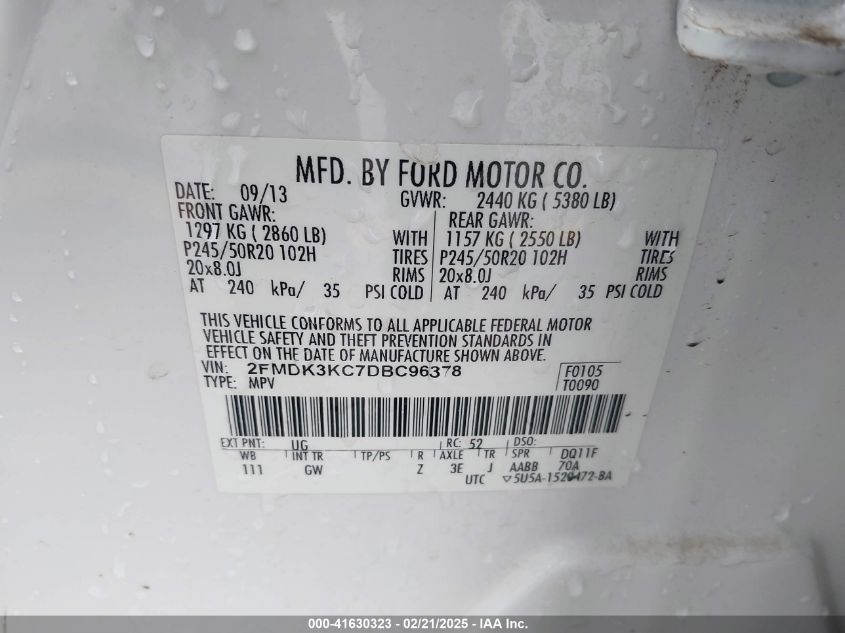 MFD. BY FORD MOTOR CO.
DATE: 09/13 GVWR: 2440 KG ( 5380 LB)
FRONT GAWR: REAR GAWR:
1297 KG ( 2860 LB) WITH 1157 KG ( 2550 LB) WITH
P245/50R20 102H TIRES P245/50R20 102H TIRES
20x8.0J RIMS 20x8.0J RIMS
AT 240 kPa/ 35 PSI COLD AT 240 kPa/ 35 PSI COLD
THIS VEHICLE CONFORMS TO ALL APPLICABLE FEDERAL MOTOR
VEHICLE SAFETY AND THEFT PREVENTION STANDARDS IN
EFFECT ON THE DATE OF MANUFACTURE SHOWN ABOVE.
VIN: 2FMDK3KC7DBC96378 F0105
TYPE: MPV T0090
EXT PNT: UG RC: 52 DSO:
WB INT TR TP/PS R AXLE TR SPR DQ11F
111 GW Z 3E J AABB 70A
UTC ▽5U5A-1520472-BA
000-41630323 / 02/21/2025 - IAA Inc.